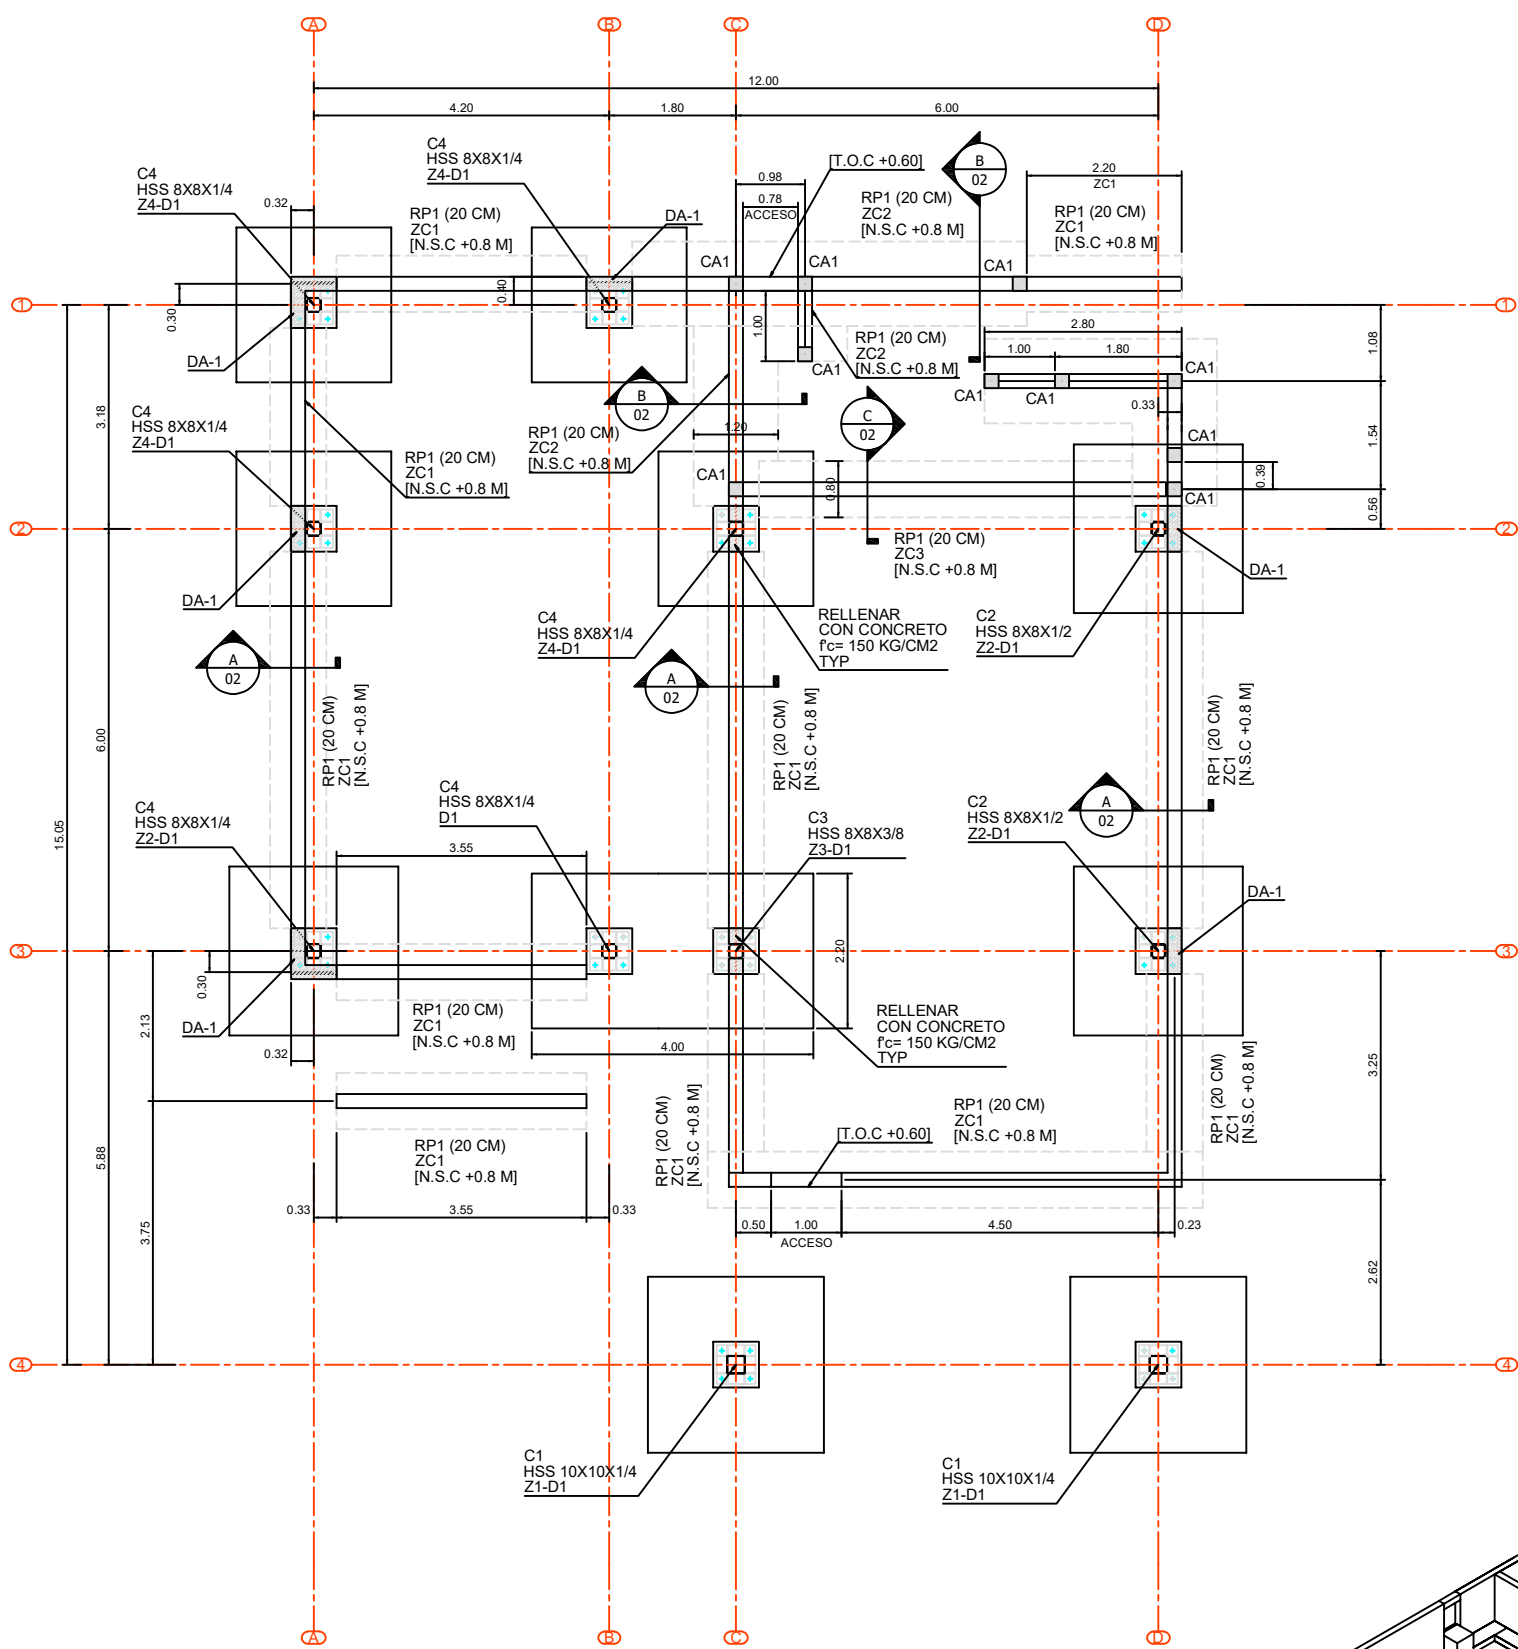 A
B
C
D
12.00
4.20
1.80
6.00
C4
HSS 8X8X1/4
Z4-D1
C4
HSS 8X8X1/4
Z4-D1
[T.O.C +0.60]
B
02
2.20
ZC1
0.98
0.78
ACCESO
0.32
RP1 (20 CM)
ZC1
[N.S.C +0.8 M]
DA-1
RP1 (20 CM)
ZC2
[N.S.C +0.8 M]
RP1 (20 CM)
ZC1
[N.S.C +0.8 M]
CA1
CA1
CA1
1
1
0.30
0.40
1.00
DA-1
RP1 (20 CM)
ZC2
[N.S.C +0.8 M]
CA1
2.80
1.00
1.80
CA1
CA1
CA1
1.08
B
02
C
02
0.33
C4
HSS 8X8X1/4
Z4-D1
3.18
RP1 (20 CM)
ZC1
[N.S.C +0.8 M]
RP1 (20 CM)
ZC2
[N.S.C +0.8 M]
1.20
CA1
0.80
CA1
CA1
0.39
1.54
0.56
2
2
RP1 (20 CM)
ZC3
[N.S.C +0.8 M]
DA-1
DA-1
C4
HSS 8X8X1/4
Z4-D1
RELLENAR
CON CONCRETO
f'c= 150 KG/CM2
TYP
C2
HSS 8X8X1/2
Z2-D1
A
02
A
02
RP1 (20 CM)
ZC1
[N.S.C +0.8 M]
RP1 (20 CM)
ZC1
[N.S.C +0.8 M]
RP1 (20 CM)
ZC1
[N.S.C +0.8 M]
6.00
15.05
C4
HSS 8X8X1/4
Z2-D1
C4
HSS 8X8X1/4
D1
C3
HSS 8X8X3/8
Z3-D1
C2
HSS 8X8X1/2
Z2-D1
A
02
3.55
DA-1
3
3
2.20
0.30
DA-1
0.32
RP1 (20 CM)
ZC1
[N.S.C +0.8 M]
4.00
RELLENAR
CON CONCRETO
f'c= 150 KG/CM2
TYP
2.13
3.25
RP1 (20 CM)
ZC1
[N.S.C +0.8 M]
RP1 (20 CM)
ZC1
[N.S.C +0.8 M]
RP1 (20 CM)
ZC1
[N.S.C +0.8 M]
[T.O.C +0.60]
RP1 (20 CM)
ZC1
[N.S.C +0.8 M]
5.88
3.75
0.33
3.55
0.33
0.50
1.00
ACCESO
4.50
0.23
2.62
4
4
C1
HSS 10X10X1/4
Z1-D1
C1
HSS 10X10X1/4
Z1-D1
A
B
C
D